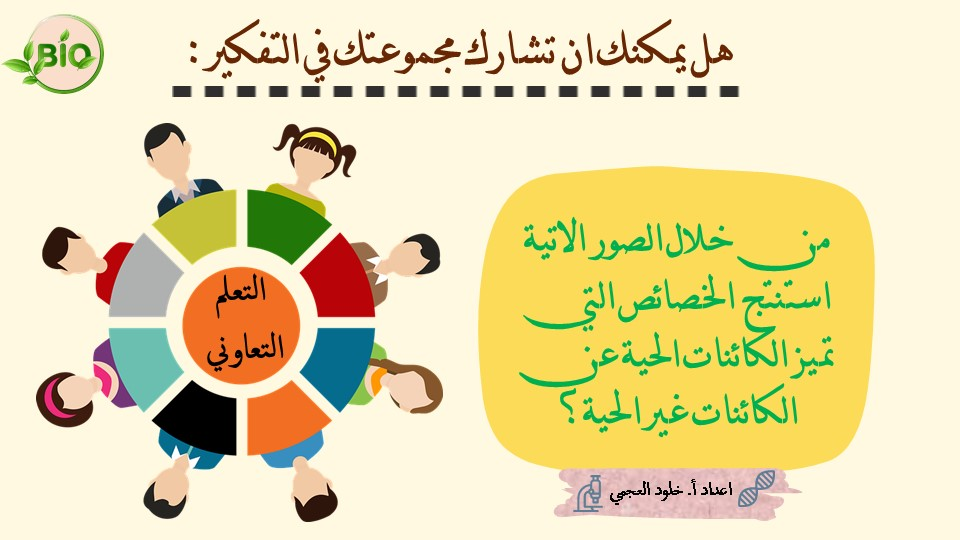 BIO
هل يمكنك ان تشارك مجموعتك في التفكير :
التعلم
التعاوني
من خلال الصور الاتية
استنتج الخصائص التي
تميز الكائنات الحية عن
الكائنات غير الحية ؟
اعداد أ. خلود العجمي